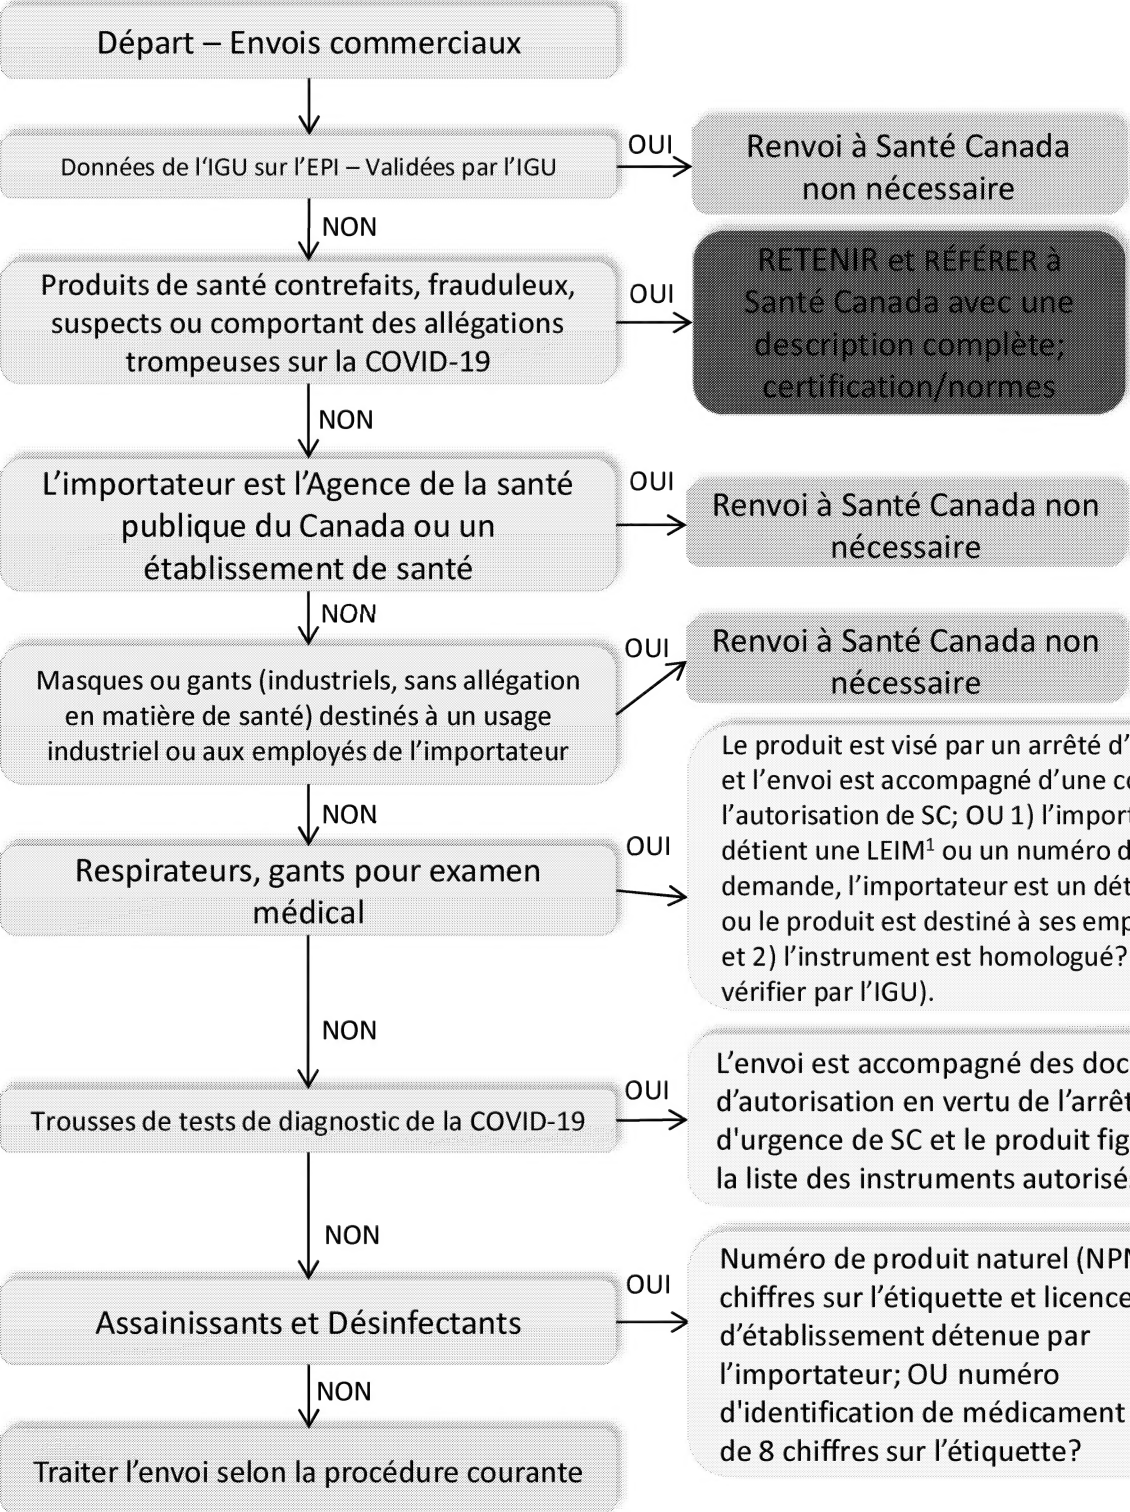 Départ – Envois commerciaux
Données de l‘IGU sur l’EPI – Validées par l’IGU
OUI
Renvoi à Santé Canada
non nécessaire
NON
Produits de santé contrefaits, frauduleux,
suspects ou comportant des allégations
trompeuses sur la COVID-19
OUI
RETENIR et RÉFÉRER à
Santé Canada avec une
description complète;
certification/normes
NON
L’importateur est l’Agence de la santé
publique du Canada ou un
établissement de santé
OUI
Renvoi à Santé Canada non
nécessaire
NON
Masques ou gants (industriels, sans allégation
en matière de santé) destinés à un usage
industriel ou aux employés de l’importateur
OUI
Renvoi à Santé Canada non
nécessaire
NON
Respirateurs, gants pour examen
médical
OUI
Le produit est visé par un arrêté d’
et l’envoi est accompagné d’une
l’autorisation de SC; OU 1)
détient une LEIM¹ ou un numéro
demande, l’importateur est un
ou le produit est destiné à ses
et 2) l’instrument est homologué?
vérifier par l’IGU).
NON
Trousses de tests de diagnostic de la COVID-19
OUI
L’envoi est accompagné des
d’autorisation en vertu de
d'urgence de SC et le produit
la liste des instruments
NON
Assainissants et Désinfectants
OUI
Numéro de produit naturel
chiffres sur l’étiquette et licence
d’établissement détenue par
l’importateur; OU numéro
d'identification de médicament
de 8 chiffres sur l’étiquette?
NON
Traiter l’envoi selon la procédure courante